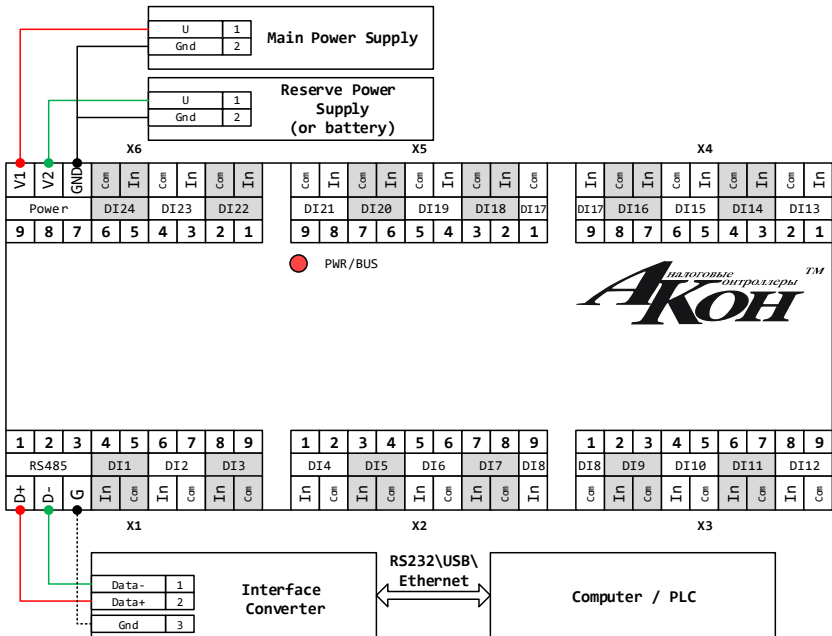 U 1
Gnd 2
Main Power Supply
U 1
Gnd 2
Reserve Power
Supply
(or battery)
X6 X5 X4
V1 V2 GND Com In Com In Com In
In Com In Com In Com In Com Com
In Com In Com In Com In Com In
Power DI24 DI23 DI22
DI21 DI20 DI19 DI18 DI17
DI17 DI16 DI15 DI14 DI13
9 8 7 6 5 4 3 2 1
9 8 7 6 5 4 3 2 1
9 8 7 6 5 4 3 2 1
PWR/BUS
АКОН
налоговые
онтроллеры
TM
1 2 3 4 5 6 7 8 9
1 2 3 4 5 6 7 8 9
1 2 3 4 5 6 7 8 9
RS485 DI1 DI2 DI3
DI4 DI5 DI6 DI7 DI8
DI8 DI9 DI10 DI11 DI12
D+ D- G In Com In Com In Com
In Com In Com In Com In Com In
Com In Com In Com In Com In Com
X1 X2 X3
Data- 1
Data+ 2
Gnd 3
Interface
Converter
RS232\USB\
Ethernet
Computer / PLC